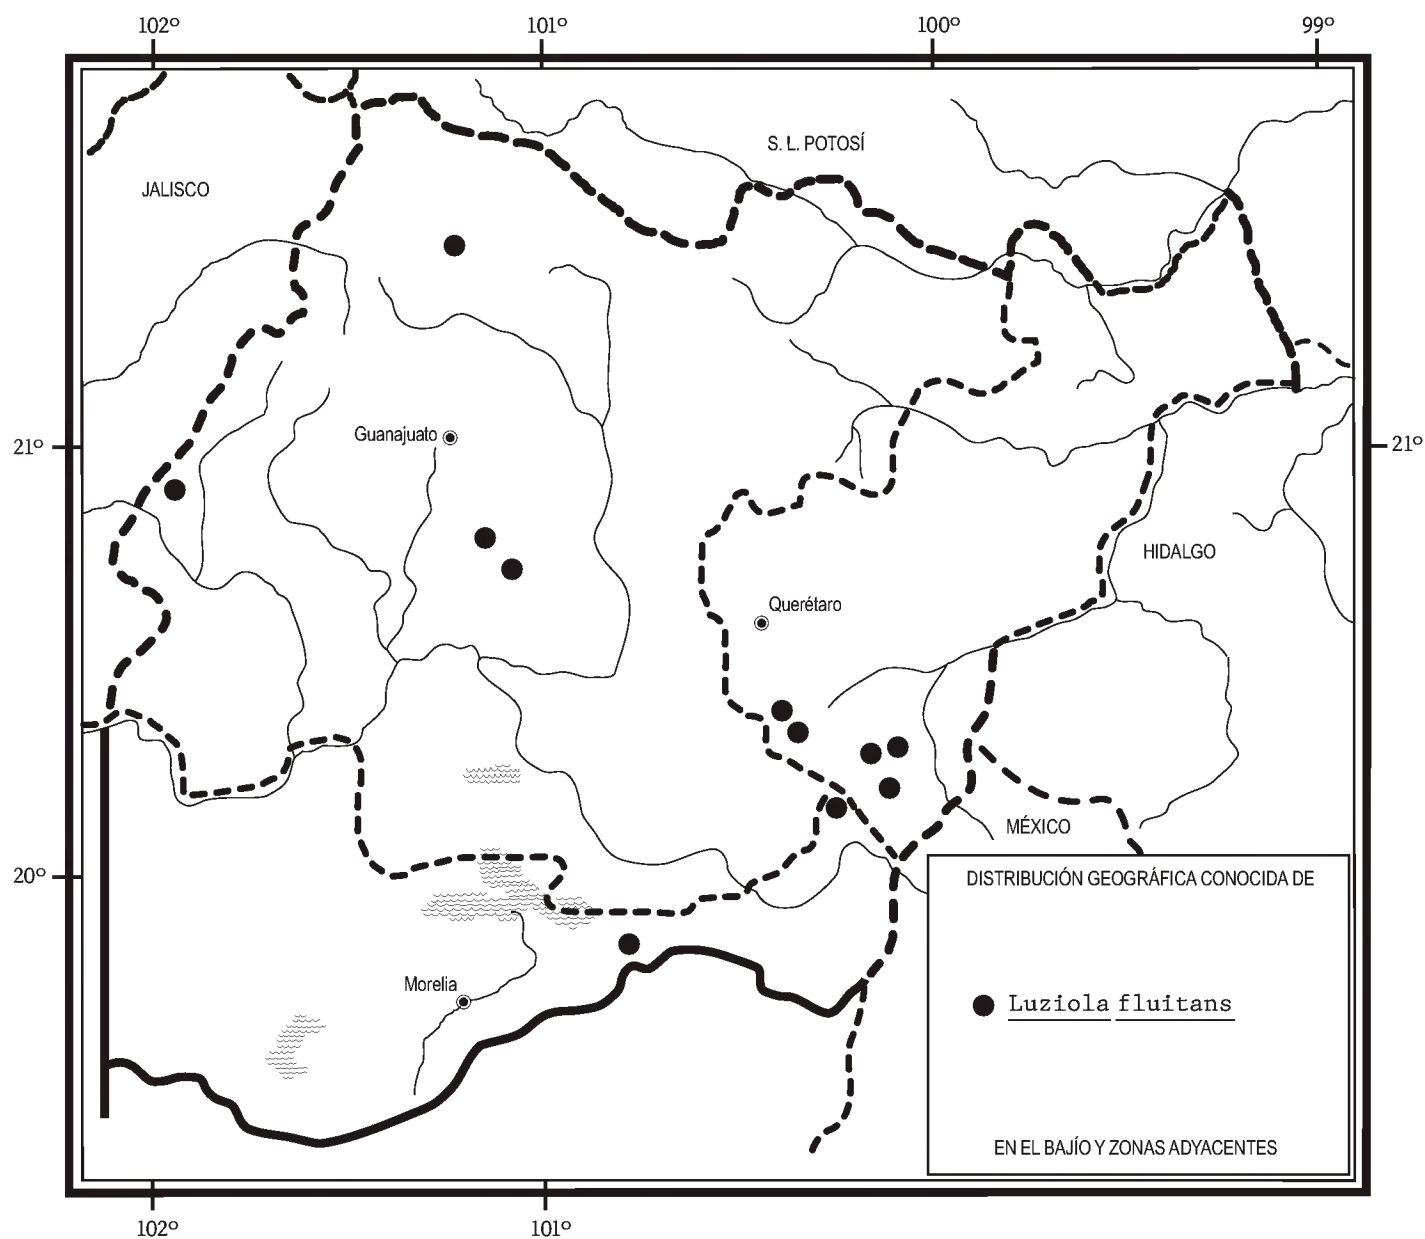 102º 101º 100º 99º
S. L. POTOSÍ
JALISCO
Guanajuato
21º 21º
HIDALGO
Querétaro
MÉXICO
20º
DISTRIBUCIÓN GEOGRÁFICA CONOCIDA DE
Morelia
Luziola fluitans
EN EL BAJÍO Y ZONAS ADYACENTES
102º 101º